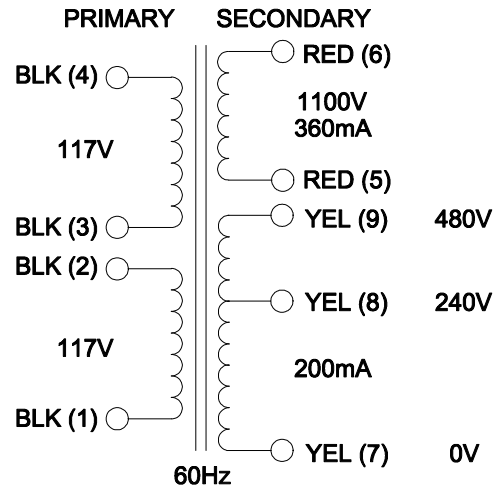 PRIMARY SECONDARY
BLK (4)
RED (6)
1100V
360mA
117V
RED (5)
BLK (3)
YEL (9) 480V
BLK (2)
YEL (8) 240V
117V
200mA
BLK (1)
YEL (7) 0V
60Hz